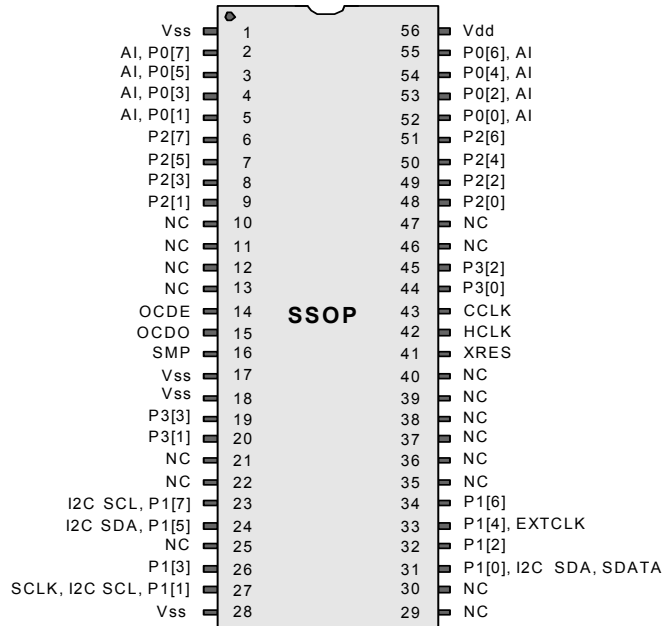 Vss 1 56 Vdd
AI, P0[7] 2 55 P0[6], AI
AI, P0[5] 3 54 P0[4], AI
AI, P0[3] 4 53 P0[2], AI
AI, P0[1] 5 52 P0[0], AI
P2[7] 6 51 P2[6]
P2[5] 7 50 P2[4]
P2[3] 8 49 P2[2]
P2[1] 9 48 P2[0]
NC 10 47 NC
NC 11 46 NC
NC 12 45 P3[2]
NC 13 44 P3[0]
OCDE 14 SSOP 43 CCLK
OCDO 15 42 HCLK
SMP 16 41 XRES
Vss 17 40 NC
Vss 18 39 NC
P3[3] 19 38 NC
P3[1] 20 37 NC
NC 21 36 NC
NC 22 35 NC
I2C SCL, P1[7] 23 34 P1[6]
I2C SDA, P1[5] 24 33 P1[4], EXTCLK
NC 25 32 P1[2]
P1[3] 26 31 P1[0], I2C SDA, SDATA
SCLK, I2C SCL, P1[1] 27 30 NC
Vss 28 29 NC